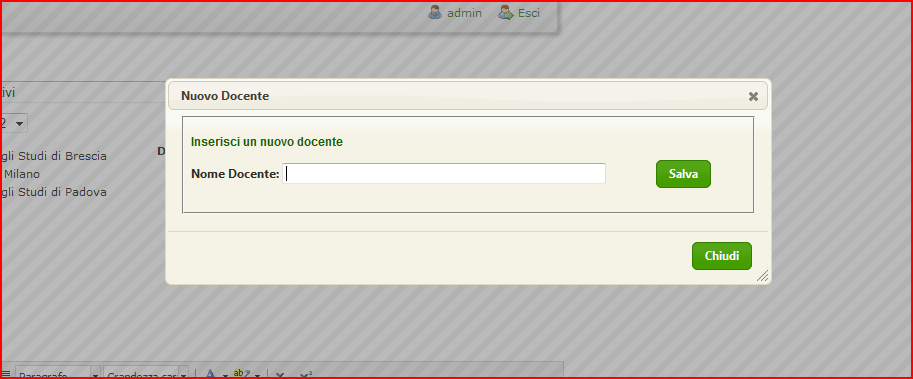 admin Esci
Nuovo Docente
tivi
2
gli Studi di Brescia
D
Inserisci un nuovo docente
Milano
Nome Docente: Salva
gli Studi di Padova
Chiudi
Paragrafo Grandezza car